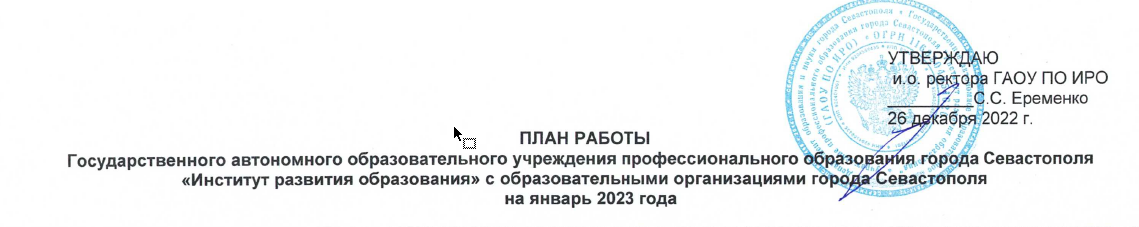 УТВЕРЖДАЮ
и.о. ректора ГАОУ ПО ИРО
__________С.С. Еременко
26 декабря 2022 г.
ПЛАН РАБОТЫ
Государственного автономного образовательного учреждения профессионального образования города Севастополя
«Институт развития образования» с образовательными организациями города Севастополя
на январь 2023 года